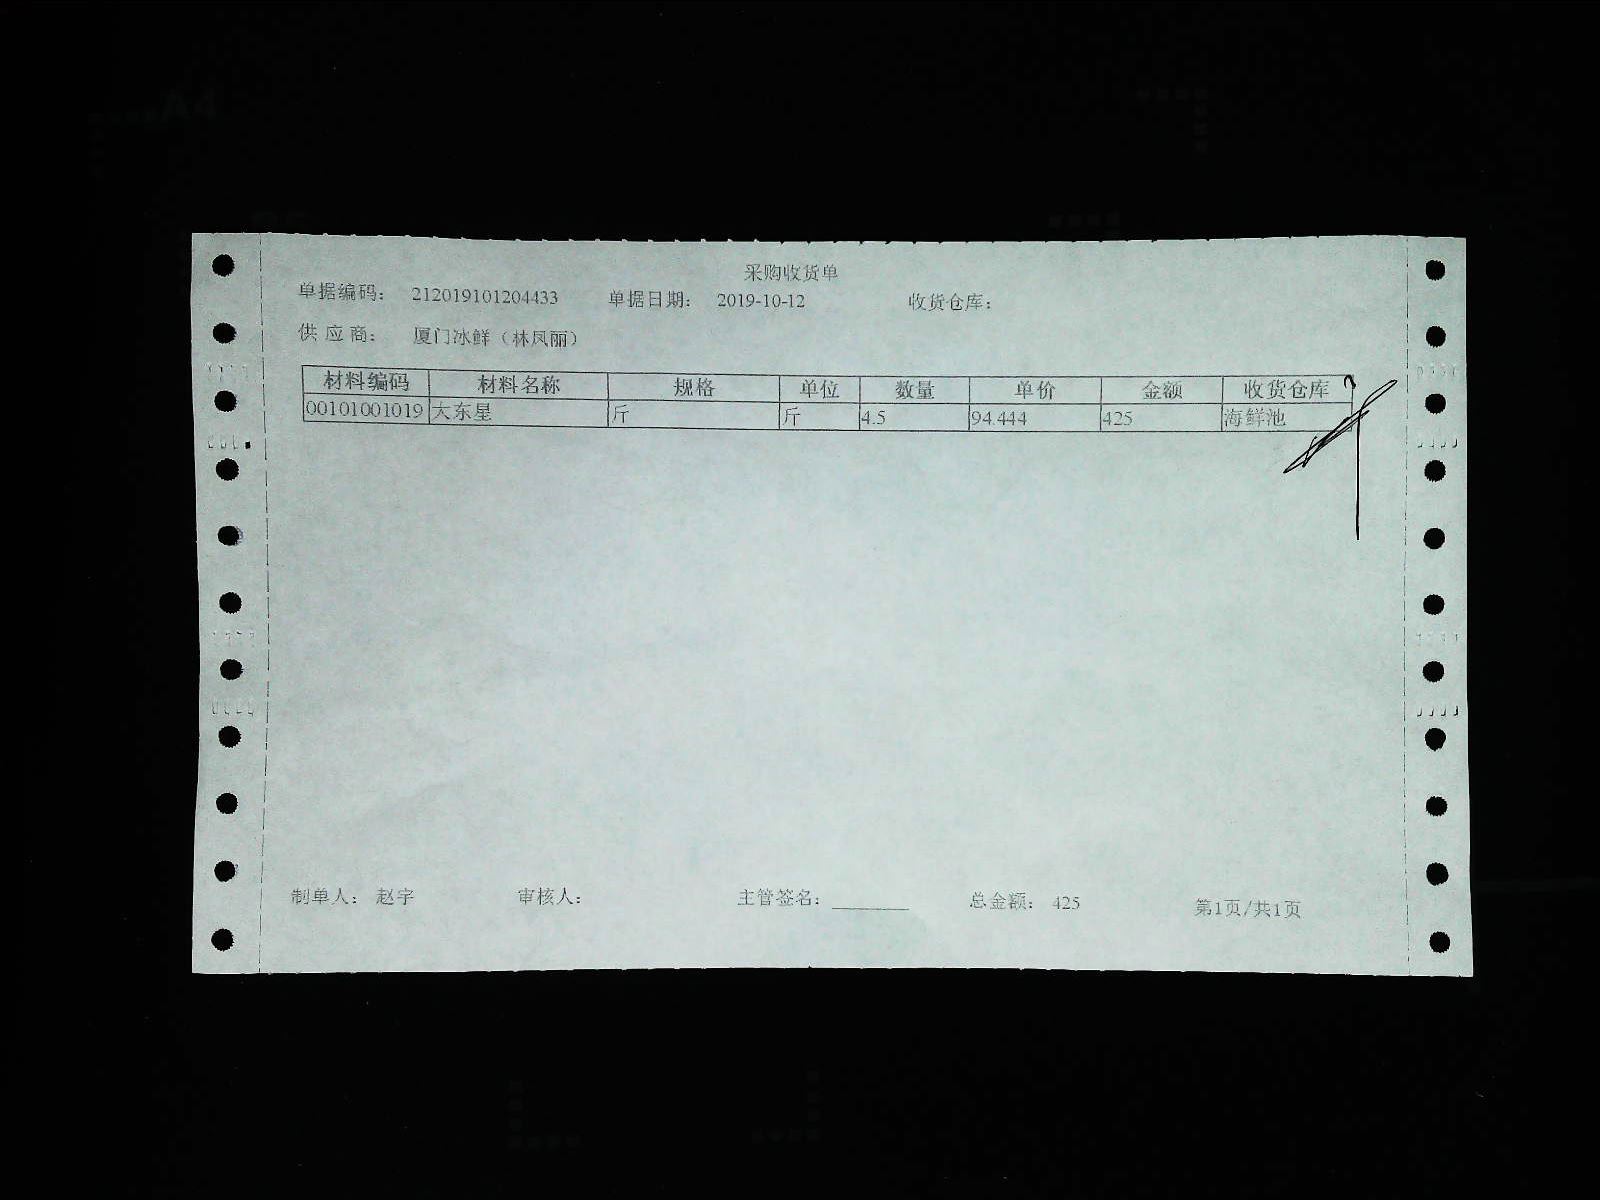 采购收货单
单据编码： 212019101204433 单据日期： 2019-10-12 收货仓库：
供 应 商： 厦门冰鲜（林凤丽）
材料编码 材料名称 规格 单位 数量 单价 金额 收货仓库
00101001019 大东星 斤 斤 4.5 94.444 425 海鲜池
制单人： 赵宇 审核人： 主管签名： ________ 总金额： 425 第1页/共1页